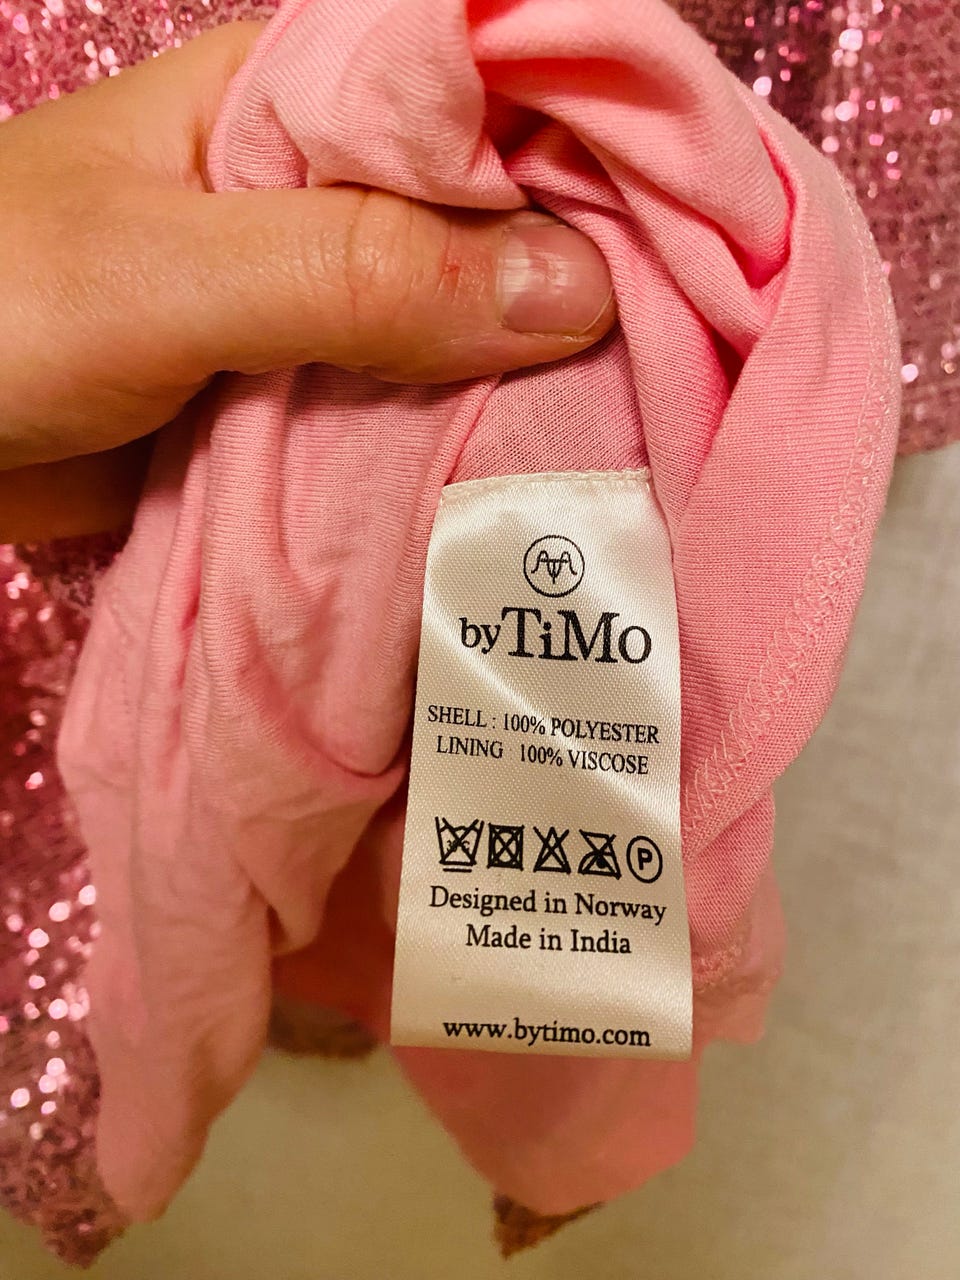 byTiMo
SHELL : 100% POLYESTER
LINING 100% VISCOSE
P
Designed in Norway
Made in India
www.bytimo.com